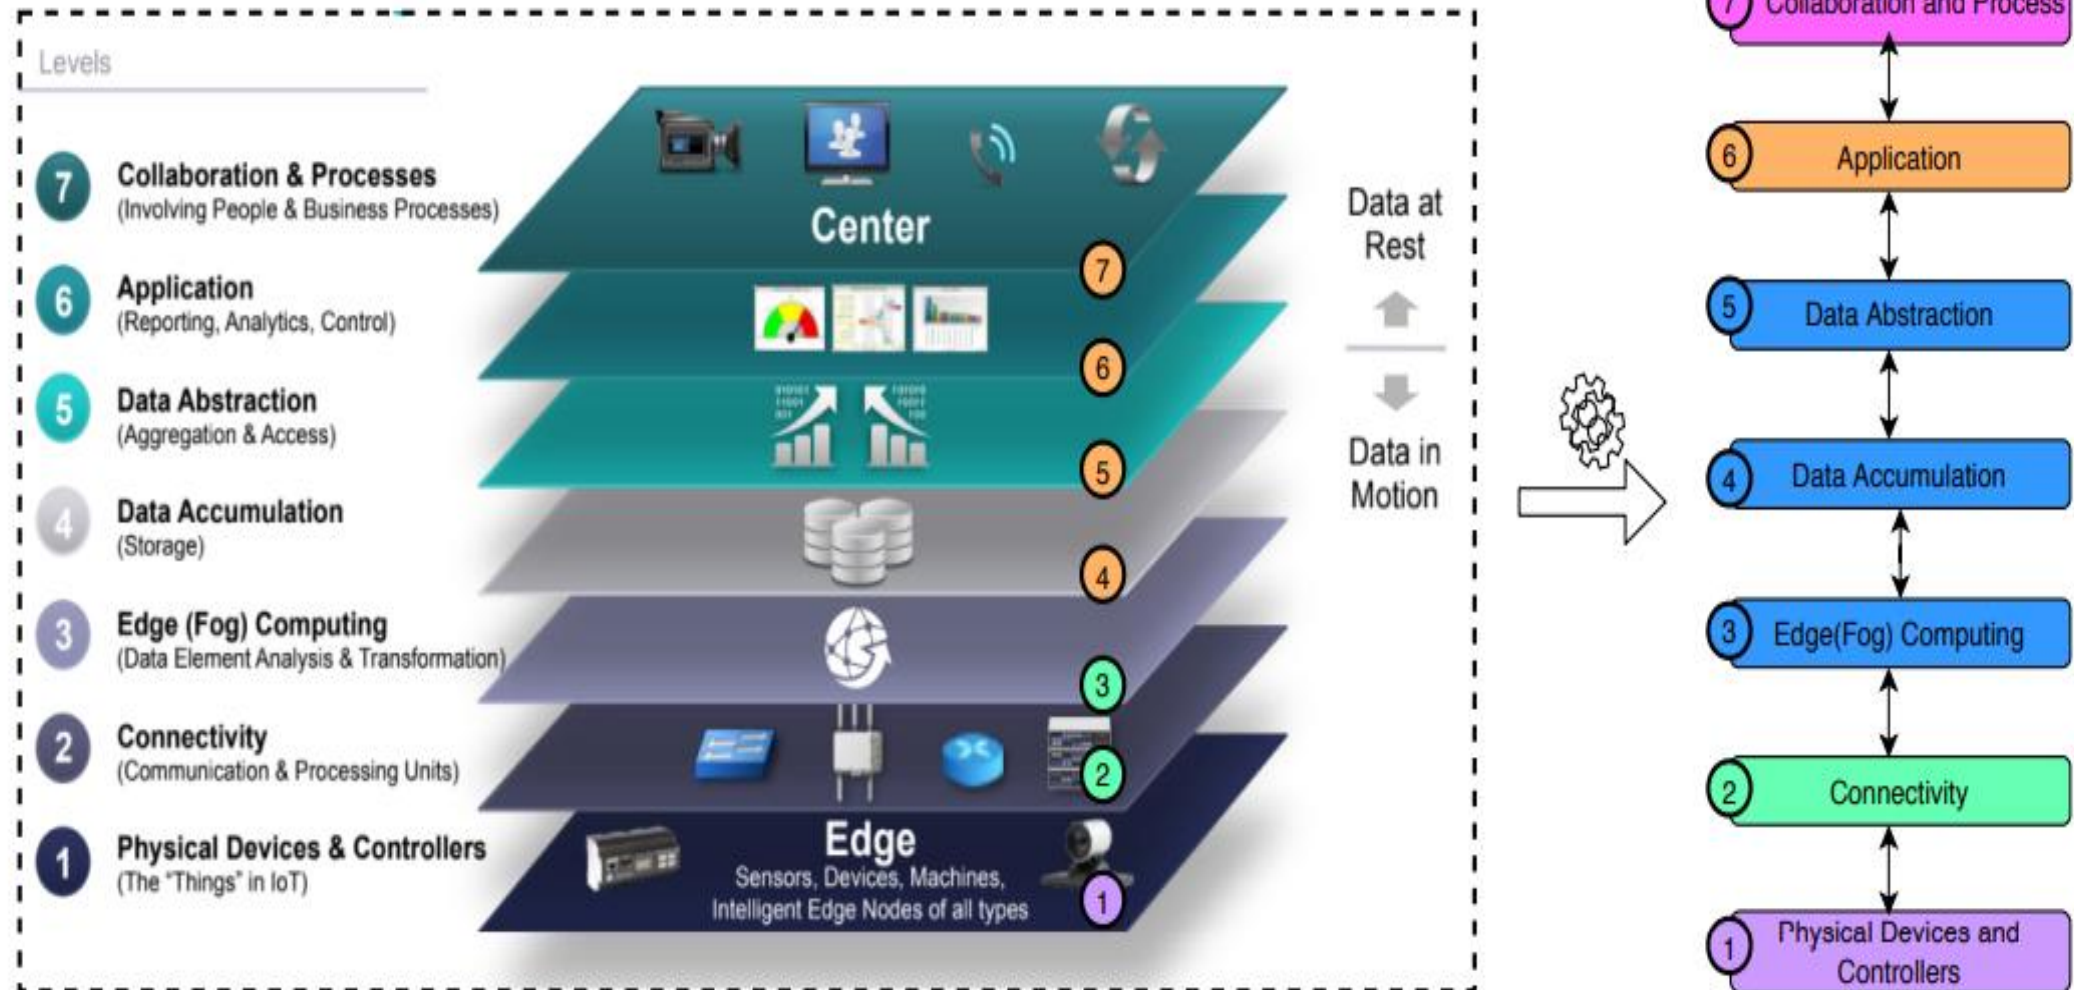 Levels
7
Collaboration & Processes
(Involving People & Business Processes)
6
Application
(Reporting, Analytics, Control)
5
Data Abstraction
(Aggregation & Access)
4
Data Accumulation
(Storage)
3
Edge (Fog) Computing
(Data Element Analysis & Transformation)
2
Connectivity
(Communication & Processing Units)
1
Physical Devices & Controllers
(The "Things" in IoT)
Center
7
6
5
4
3
2
Edge
Sensors, Devices, Machines,
Intelligent Edge Nodes of all types
1
Data at
Rest
Data in
Motion
7 Collaboration and Process
6 Application
5 Data Abstraction
4 Data Accumulation
3 Edge(Fog) Computing
2 Connectivity
1 Physical Devices and
Controllers